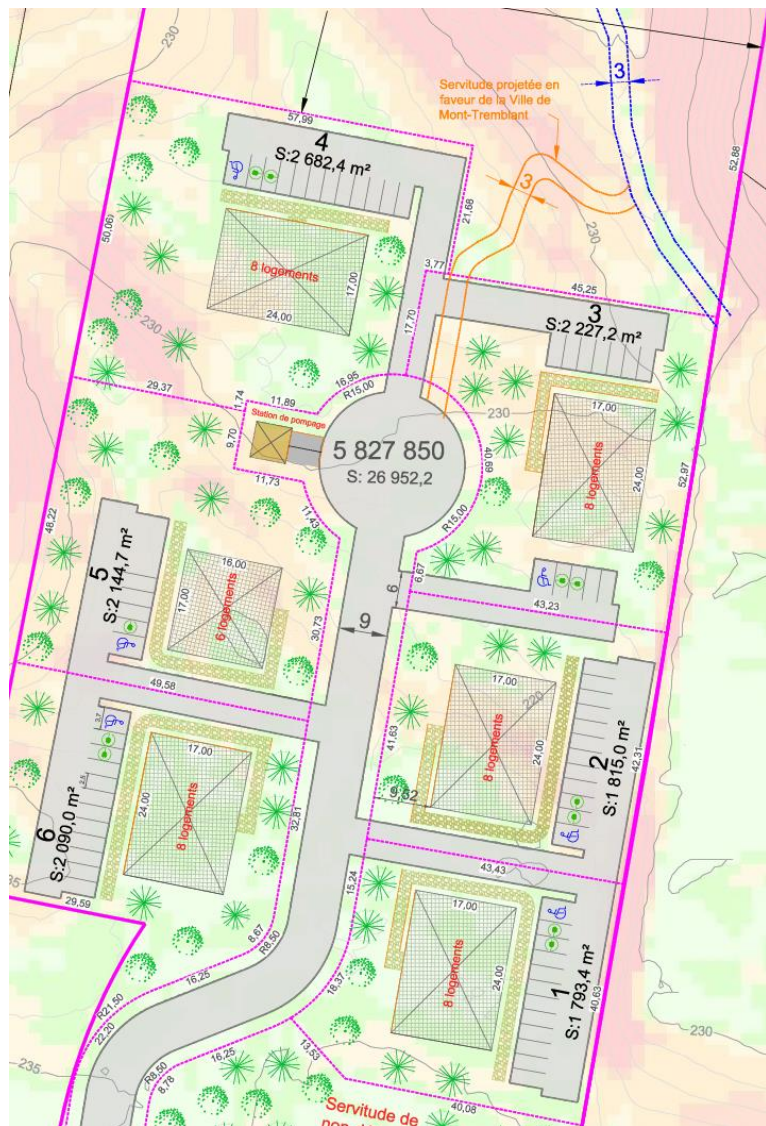 230
3
Servitude projetée en
faveur de la Ville de
Mont-Tremblant
57,99
4
S:2 682,4 m²
52,88
3
50,06
21,68
230
8 logements
17,00
24,00
230
3,77
45,25
3
S:2 227,2 m²
17,70
16,95
R15,00
29,37
1,74
11,89
Station de pompage
9,70
11,73
11,43
5 827 850
S: 26 952,2
230
40,69
R15,00
17,00
24,00
8 logements
52,97
48,22
5
S:2 144,7 m²
16,00
17,00
6 logements
30,73
9
6
6,67
43,23
49,58
17,00
220
24,00
8 logements
2
S:1 815,0 m²
42,31
41,63
9,62
3,7
3,5
17,00
24,00
8 logements
6
S:2 090,0 m²
32,81
43,43
15,24
29,59
235
8,67
R8,50
16,25
R21,50
22,20
18,37
17,00
24,00
8 logements
1
S:1 793,4 m²
40,63
230
235
R8,50
8,78
16,25
13,53
40,08
Servitude de